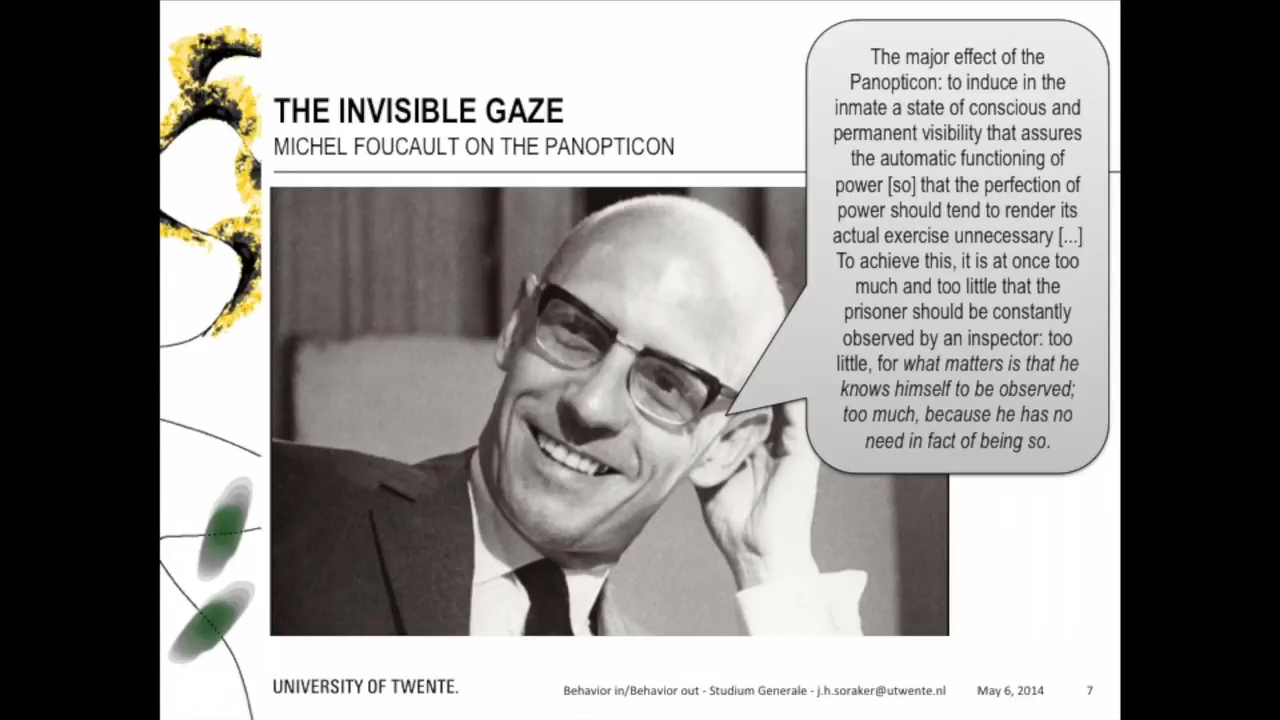 THE INVISIBLE GAZE
MICHEL FOUCAULT ON THE PANOPTICON
The major effect of the
Panopticon: to induce in the
inmate a state of conscious and
permanent visibility that assures
the automatic functioning of
power [so] that the perfection of
power should tend to render its
actual exercise unnecessary [...]
To achieve this, it is at once too
much and too little that the
prisoner should be constantly
observed by an inspector: too
little, for what matters is that he
knows himself to be observed;
too much, because he has no
need in fact of being so.
UNIVERSITY OF TWENTE.
Behavior in/Behavior out - Studium Generale - j.h.soraker@utwente.nl May 6, 2014 7